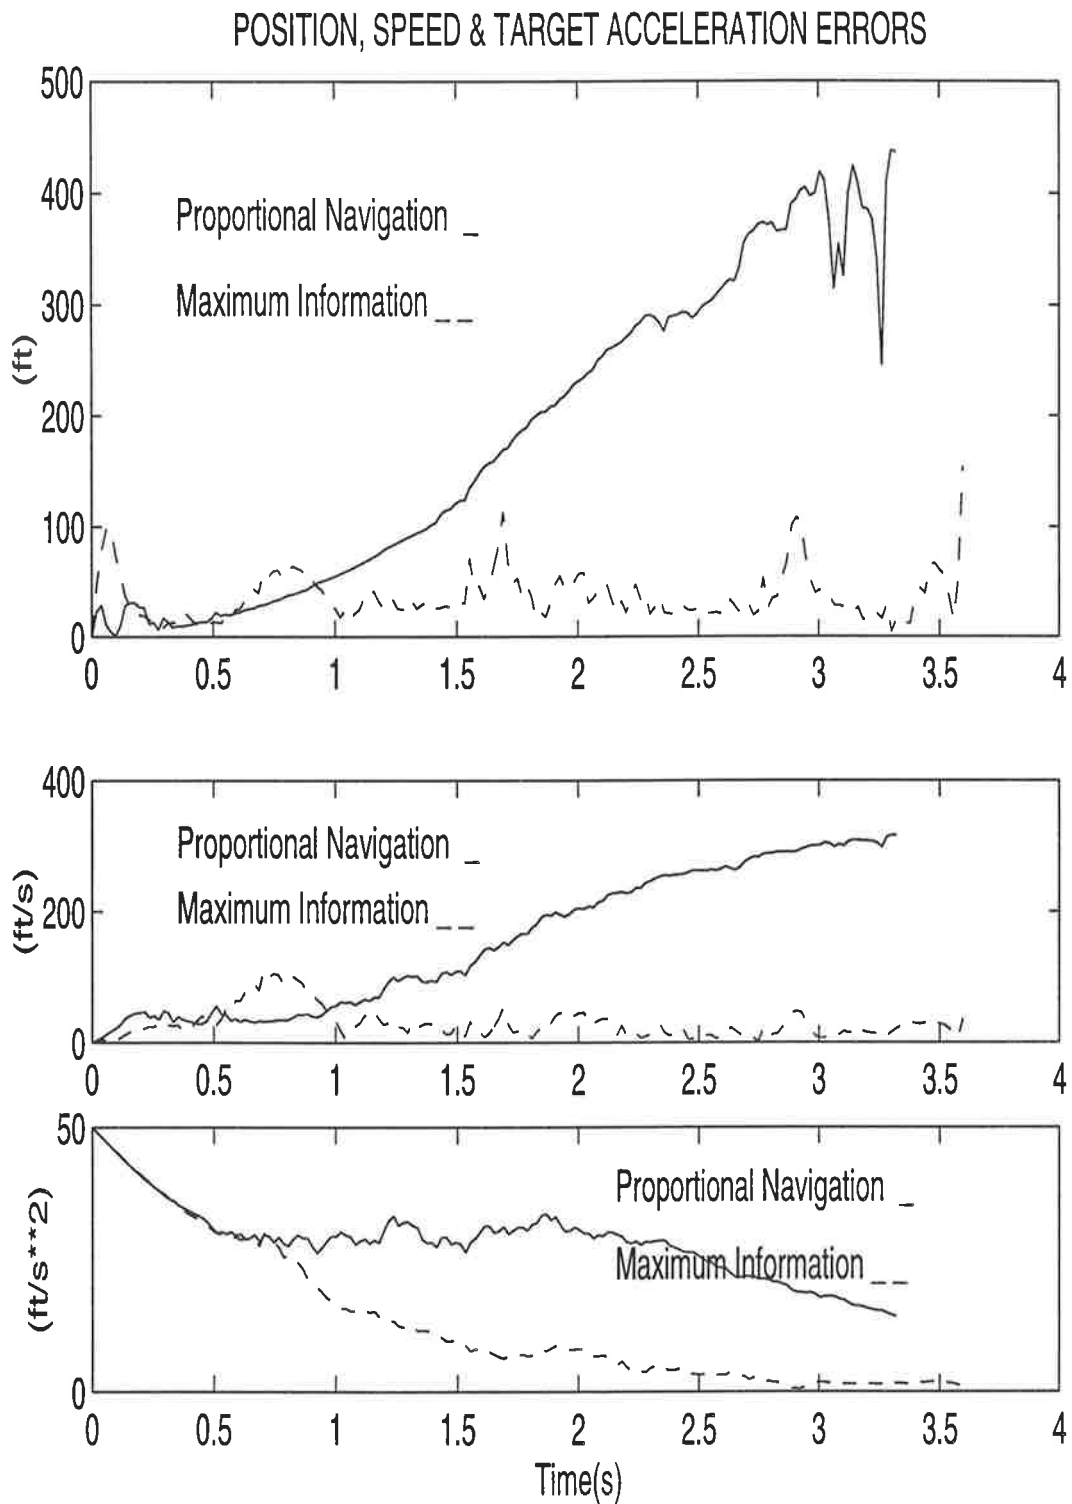 POSITION, SPEED & TARGET ACCELERATION ERRORS
500
400
300
200
100
0
(ft)
Proportional Navigation _
Maximum Information _ _
0 0.5 1 1.5 2 2.5 3 3.5 4
400
200
0
(ft/s)
Proportional Navigation _
Maximum Information _ _
0 0.5 1 1.5 2 2.5 3 3.5 4
50
0
(ft/s**2)
Proportional Navigation _
Maximum Information _ _
0 0.5 1 1.5 2 2.5 3 3.5 4
Time(s)